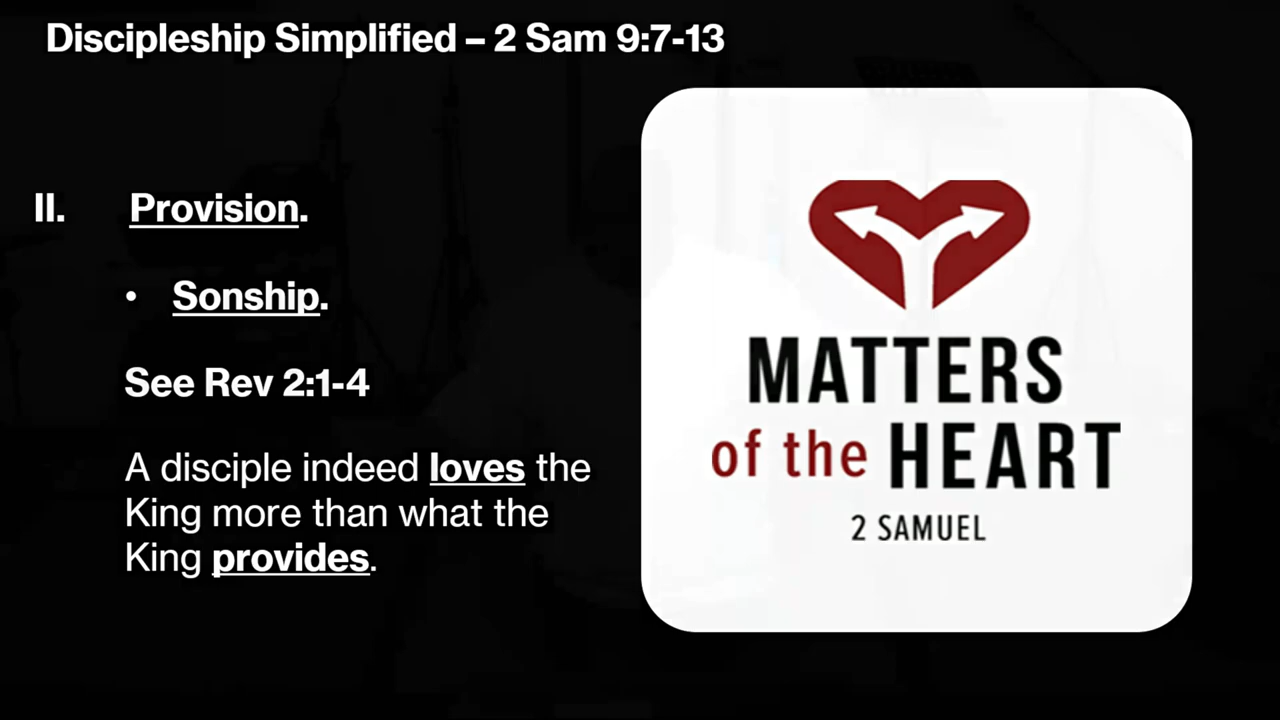 Discipleship Simplified – 2 Sam 9:7-13
II. Provision.
• Sonship.
See Rev 2:1-4
A disciple indeed loves the
King more than what the
King provides.
MATTERS
of the HEART
2 SAMUEL